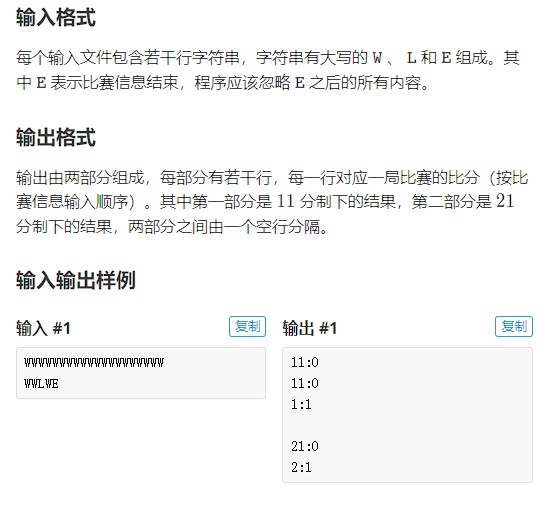 输入格式
每个输入文件包含若干行字符串，字符串有大写的 W 、 L 和 E 组成。其
中 E 表示比赛信息结束，程序应该忽略 E 之后的所有内容。
输出格式
输出由两部分组成，每部分有若干行，每一行对应一局比赛的比分（按比
赛信息输入顺序）。其中第一部分是 11 分制下的结果，第二部分是 21
分制下的结果，两部分之间由一个空行分隔。
输入输出样例
输入 #1
复制
WWWWWWWWWWWWWWWWWWWW
WWLWE
输出 #1
复制
11:0
11:0
1:1
21:0
2:1